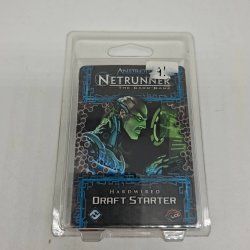 NETRUNNER
THE CARD GAME
HARDWIRED
DRAFT STARTER